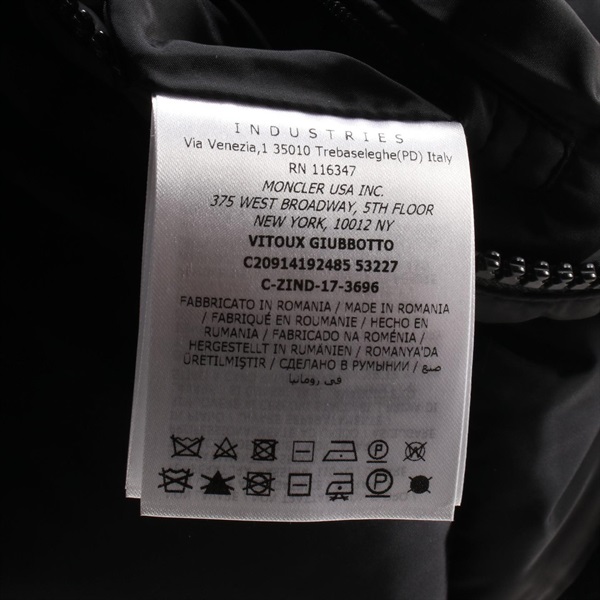 INDUSTRIES
Via Venezia,1 35010 Trebaseleghe(PD) Italy
RN 116347
MONCLER USA INC.
375 WEST BROADWAY, 5TH FLOOR
NEW YORK, 10012 NY
VITOUX GIUBBOTTO
C20914192485 53227
C-ZIND-17-3696
FABBRICATO IN ROMANIA / MADE IN ROMANIA
/ FABRIQUÉ EN ROUMANIE / HECHO EN
RUMANIA / FABRICADO NA ROMÉNIA /
HERGESTELLT IN RUMÄNIEN / ROMANYA'DA
ÜRETILMIŞTIR / СДЕЛАНО В РУМЫНИИ / صنع
في رومانيا
P
P